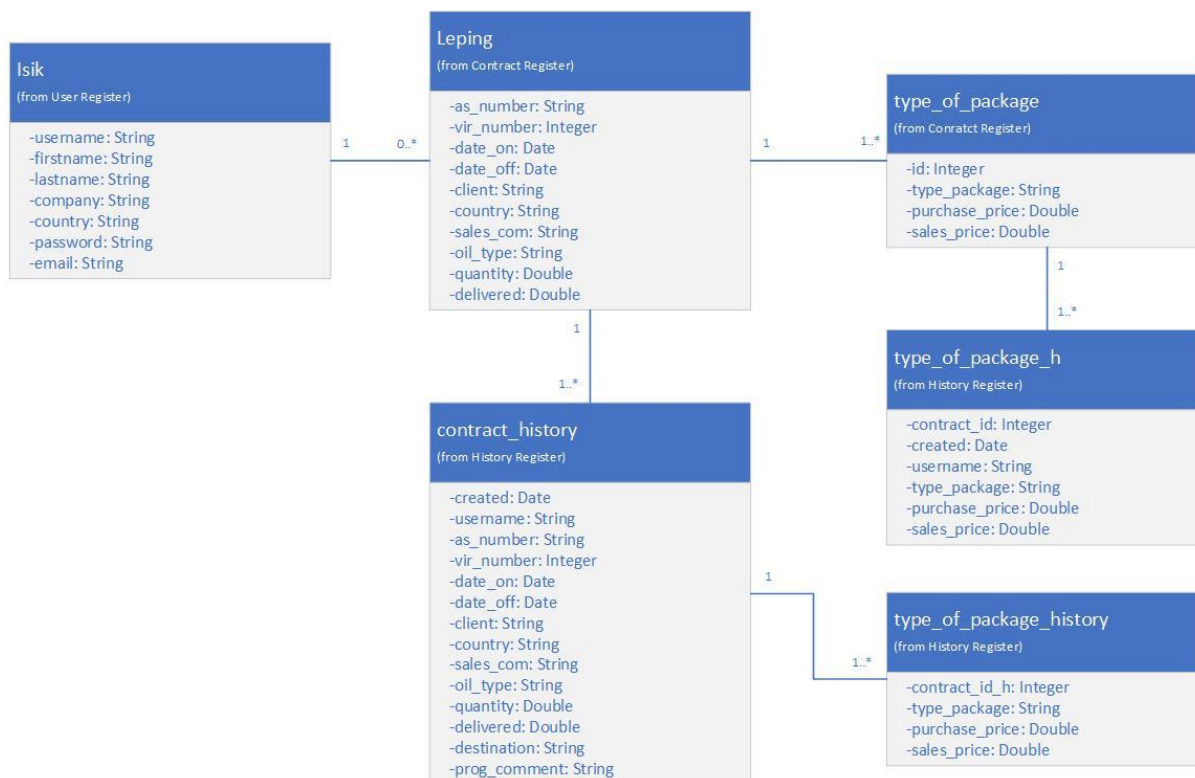 Isik
(from User Register)
-username: String
-firstname: String
-lastname: String
-company: String
-country: String
-password: String
-email: String
1
0..*
Leping
(from Contract Register)
-as_number: String
-vir_number: Integer
-date_on: Date
-date_off: Date
-client: String
-country: String
-sales_com: String
-oil_type: String
-quantity: Double
-delivered: Double
1
1..*
type_of_package
(from Conratct Register)
-id: Integer
-type_package: String
-purchase_price: Double
-sales_price: Double
1
1..*
type_of_package_h
(from History Register)
-contract_id: Integer
-created: Date
-username: String
-type_package: String
-purchase_price: Double
-sales_price: Double
1
1..*
contract_history
(from History Register)
-created: Date
-username: String
-as_number: String
-vir_number: Integer
-date_on: Date
-date_off: Date
-client: String
-country: String
-sales_com: String
-oil_type: String
-quantity: Double
-delivered: Double
-destination: String
-prog_comment: String
1
1..*
type_of_package_history
(from History Register)
-contract_id_h: Integer
-type_package: String
-purchase_price: Double
-sales_price: Double